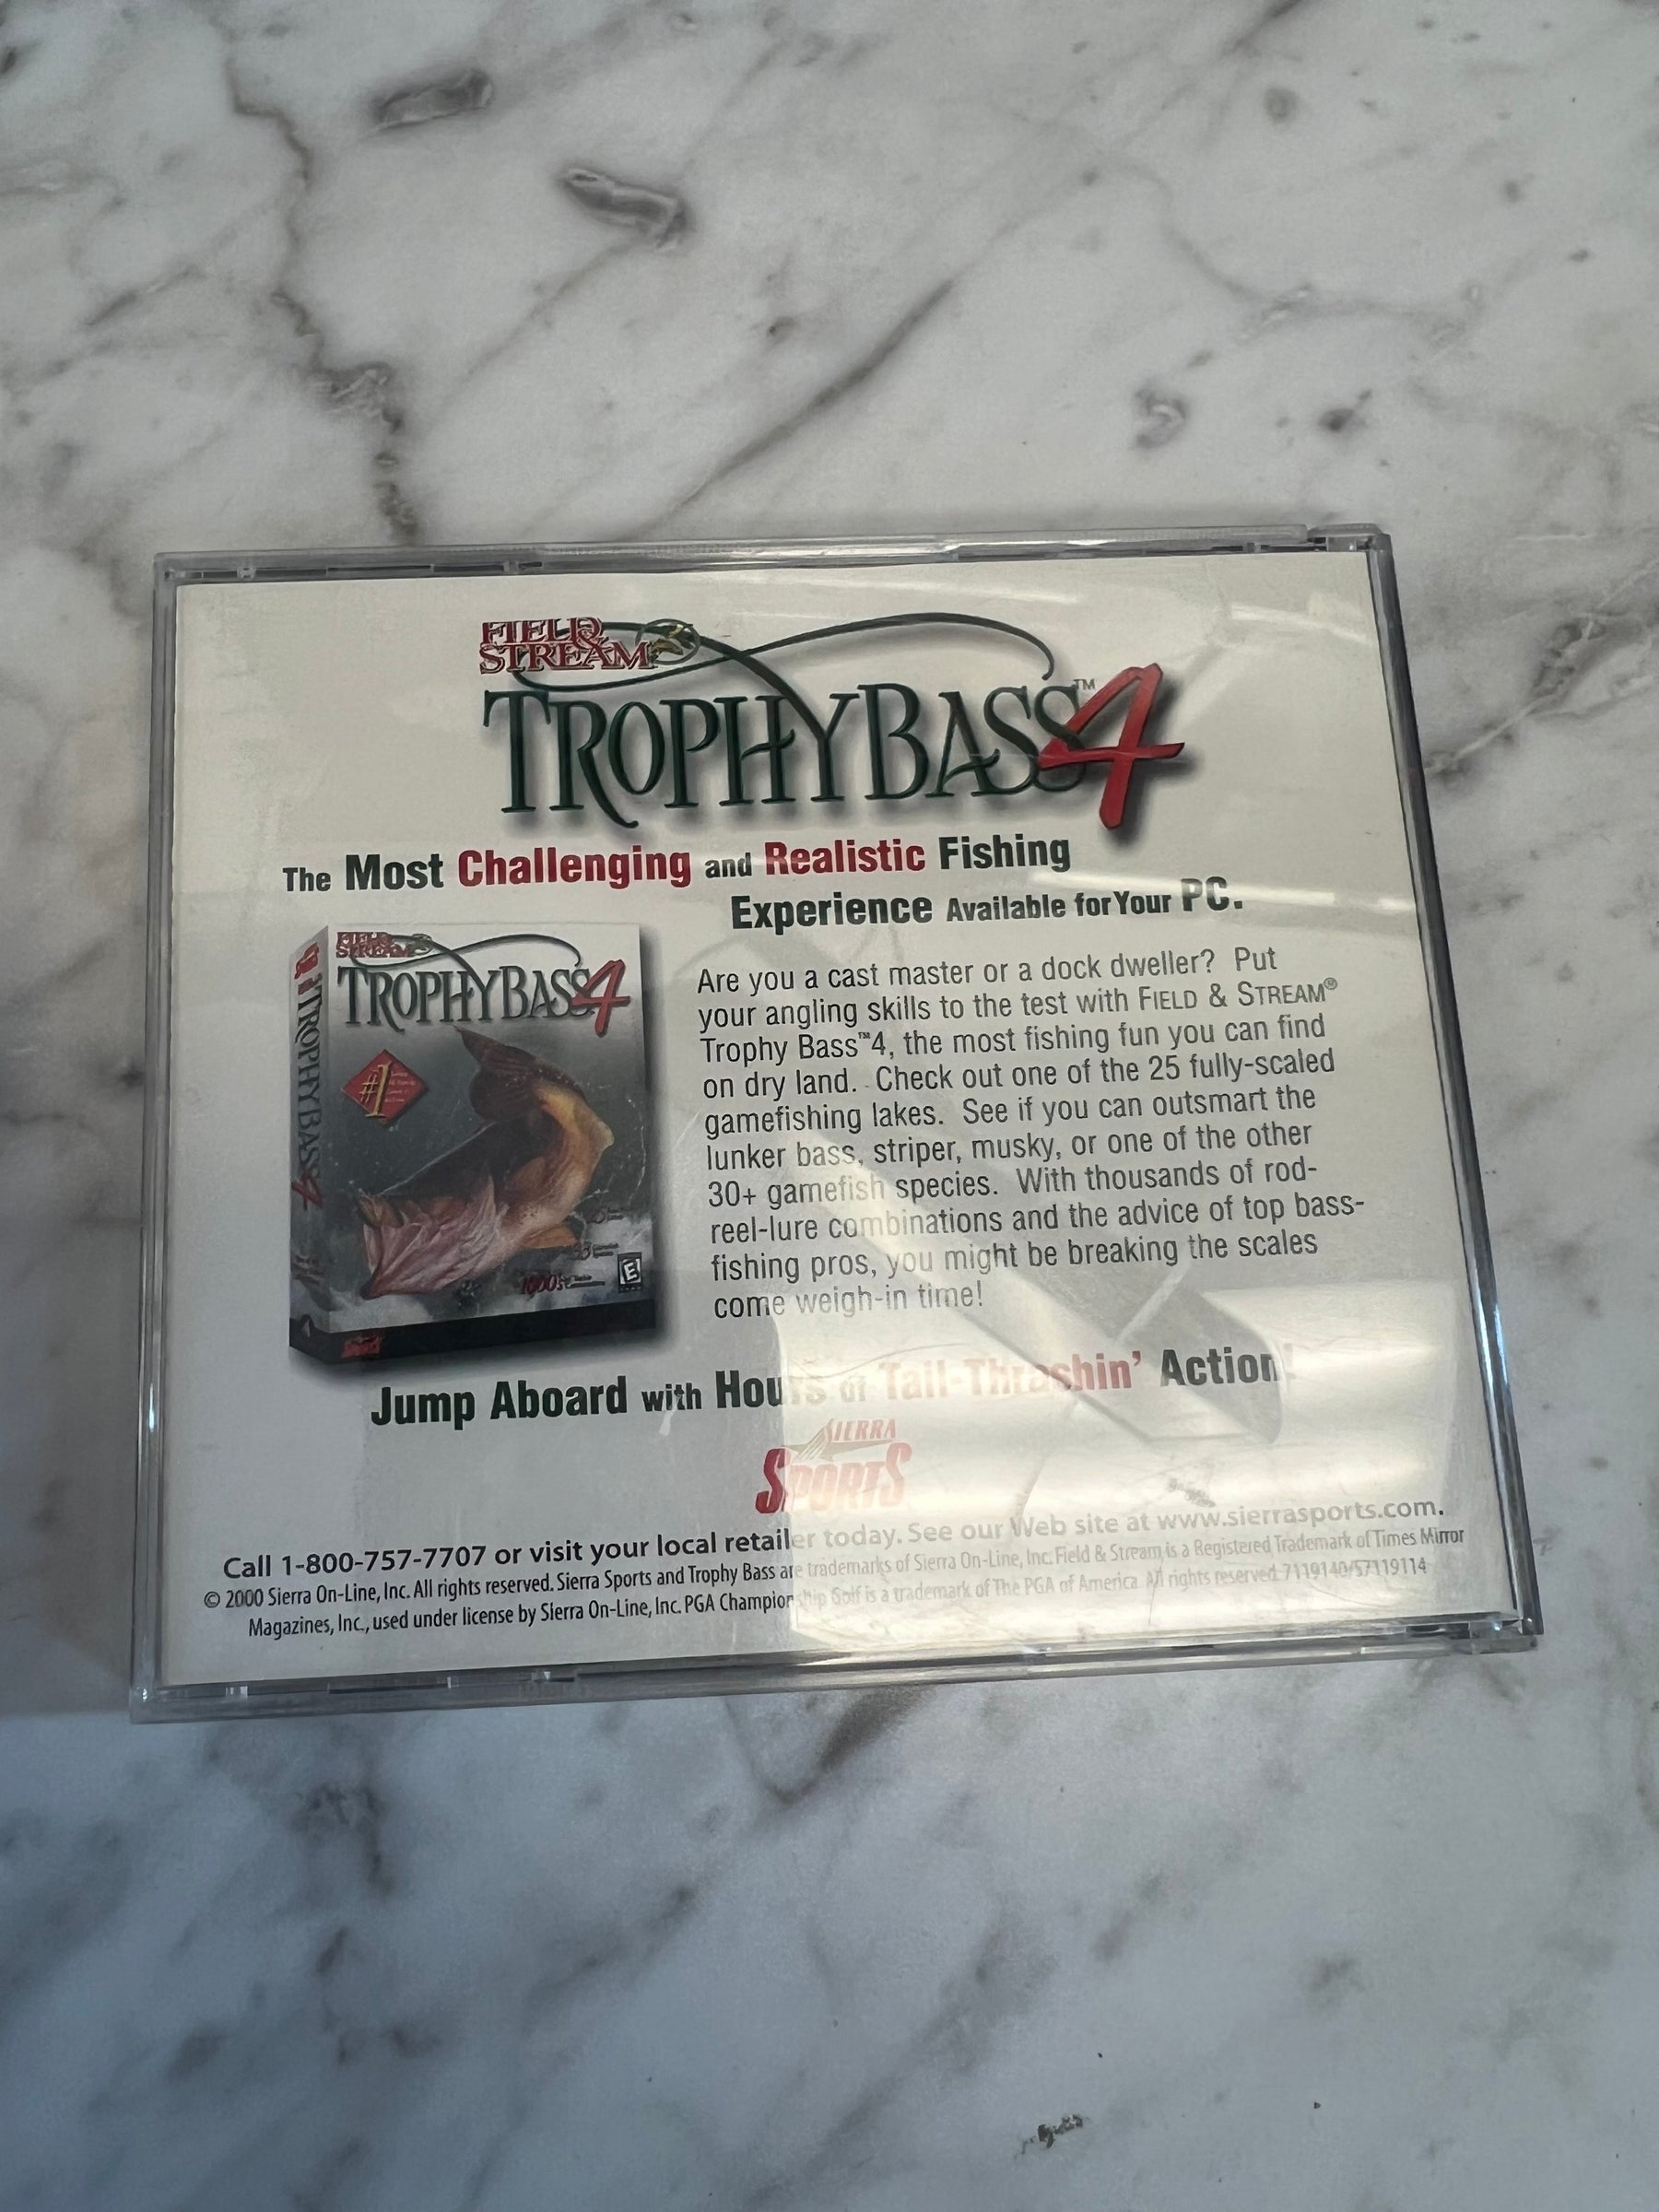 FIELD & STREAM
TROPHY BASS™ 4
The Most Challenging and Realistic Fishing
Experience Available for Your PC.
FIELD & STREAM
TROPHY BASS 4
#1
TROPHY BASS 4
33
1000's
E
SPORTS
Are you a cast master or a dock dweller? Put
your angling skills to the test with FIELD & STREAM®
Trophy Bass™4, the most fishing fun you can find
on dry land. Check out one of the 25 fully-scaled
gamefishing lakes. See if you can outsmart the
lunker bass, striper, musky, or one of the other
30+ gamefish species. With thousands of rod-
reel-lure combinations and the advice of top bass-
fishing pros, you might be breaking the scales
come weigh-in time!
Jump Aboard with Hours of Tail-Thrashin' Action!
SIERRA
SPORTS
Call 1-800-757-7707 or visit your local retailer today. See our Web site at www.sierrasports.com.
© 2000 Sierra On-Line, Inc. All rights reserved. Sierra Sports and Trophy Bass are trademarks of Sierra On-Line, Inc. Field & Stream is a Registered Trademark of Times Mirror
Magazines, Inc., used under license by Sierra On-Line, Inc. PGA Championship Golf is a trademark of The PGA of America. All rights reserved. 7119140/57119114